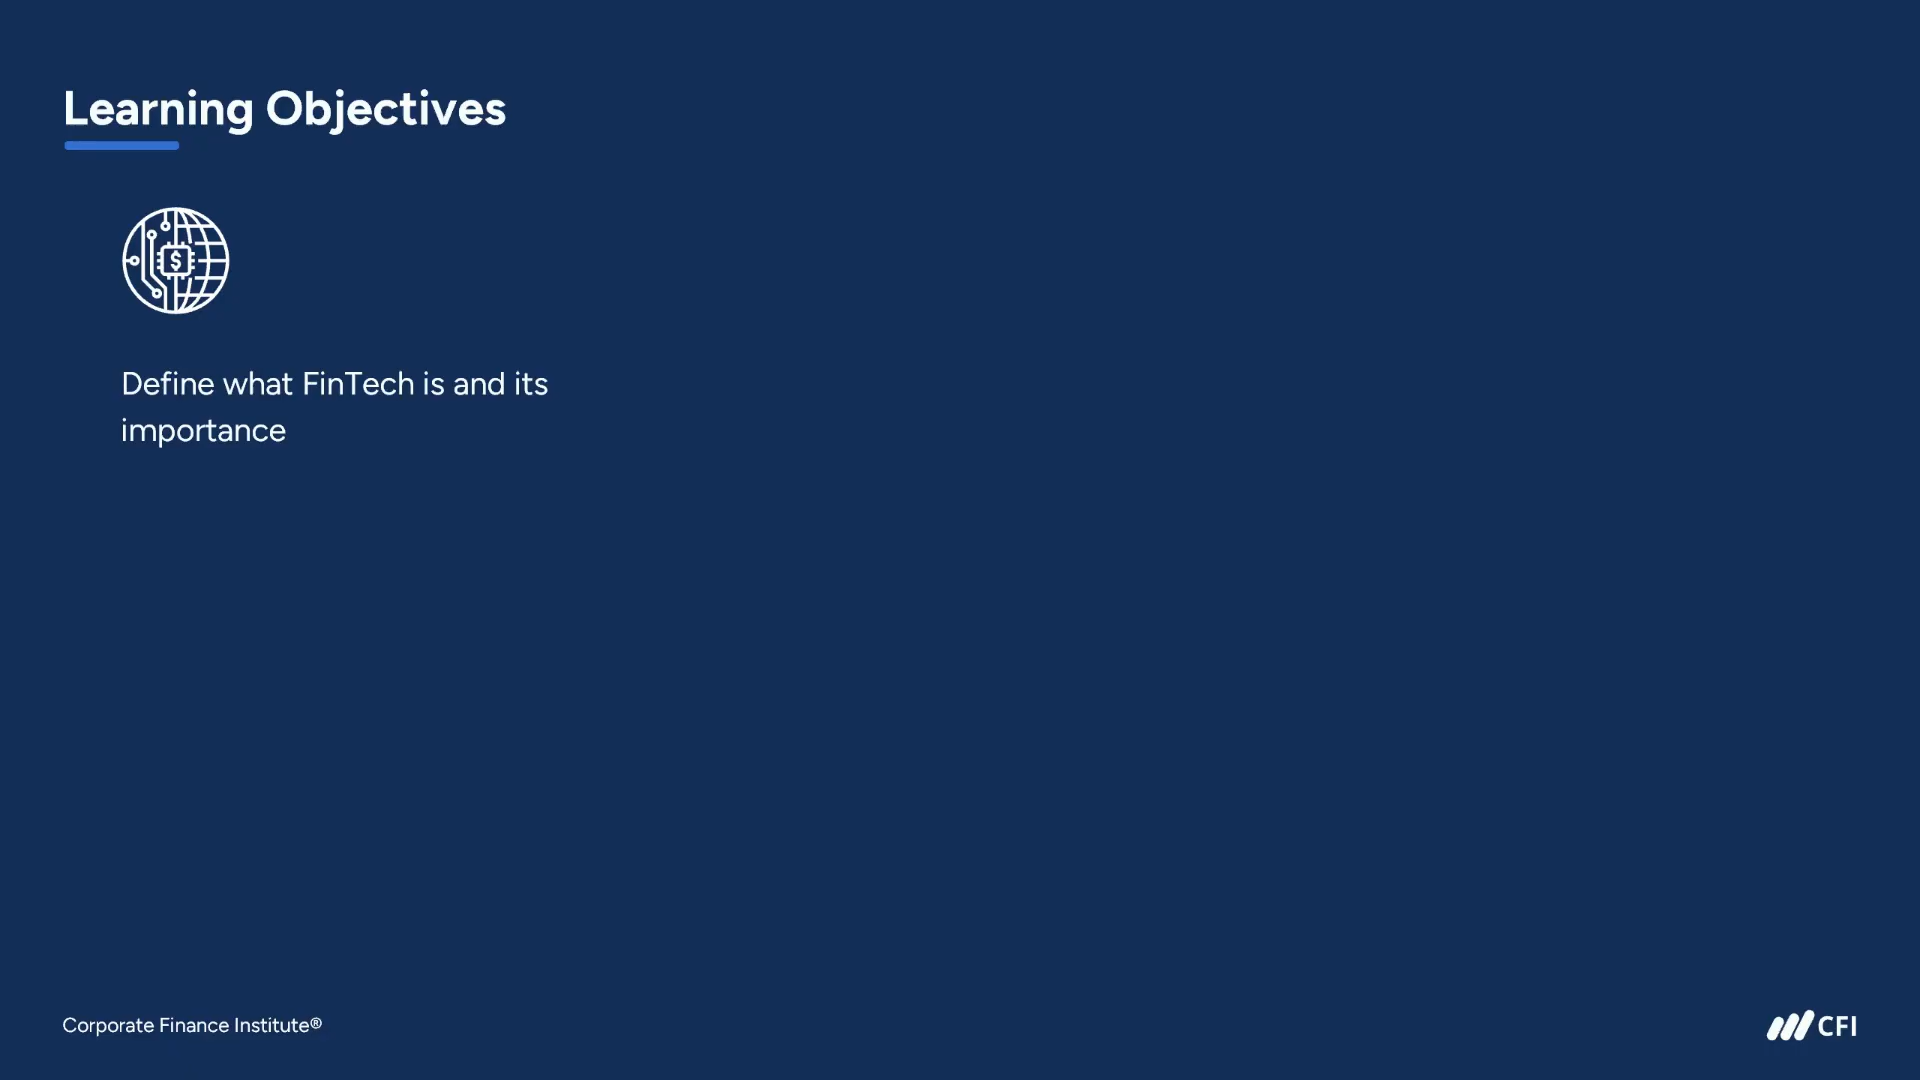 Learning Objectives
$
Define what FinTech is and its
importance
Corporate Finance Institute®
CFI